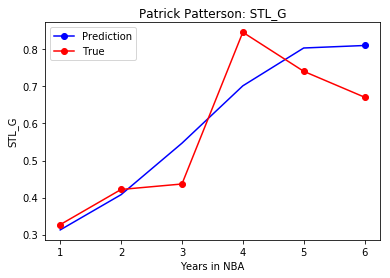 Patrick Patterson: STL_G
Prediction
True
STL_G
0.8
0.7
0.6
0.5
0.4
0.3
1 2 3 4 5 6
Years in NBA